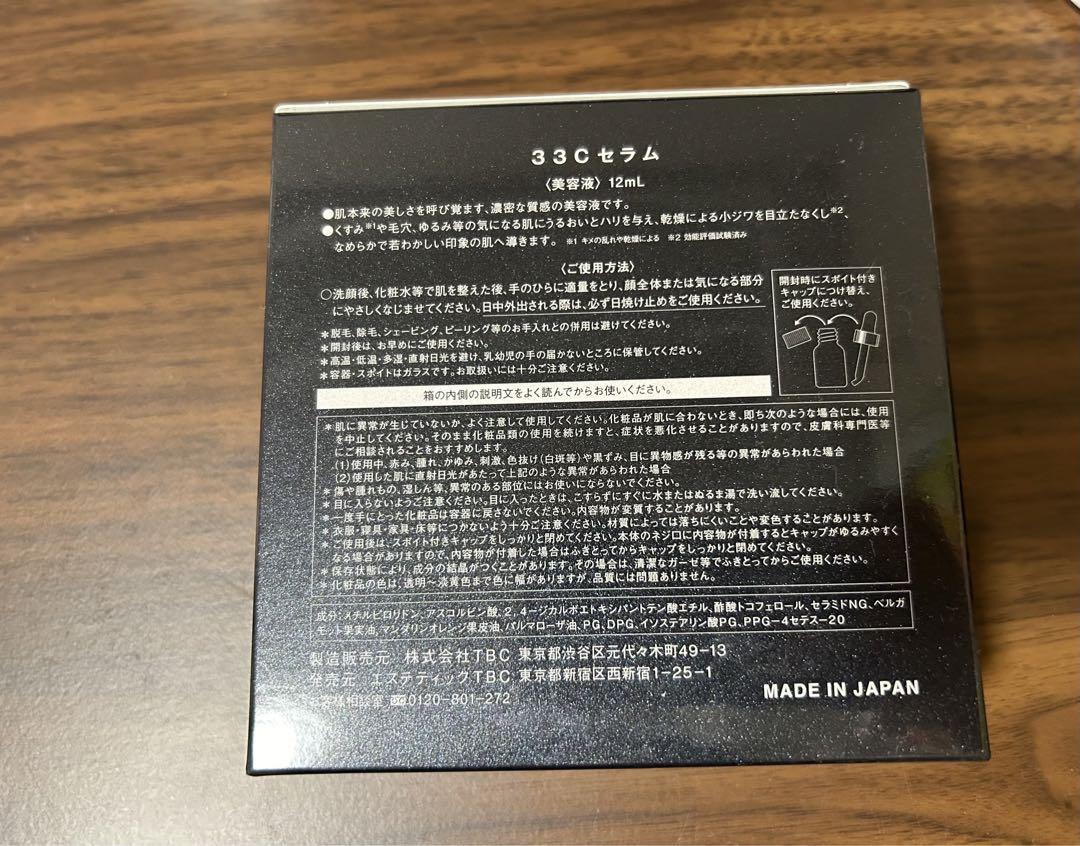 33Cセラム
〈美容液〉12mL
●肌本来の美しさを呼び覚ます、濃密な質感の美容液です。
●くすみ※1や毛穴、ゆるみ等の気になる肌にうるおいとハリを与え、乾燥による小ジワを目立たなくし※2、
なめらかで若わかしい印象の肌へ導きます。 ※1 キメの乱れや乾燥による ※2 効能評価試験済み
〈ご使用方法〉
○洗顔後、化粧水等で肌を整えた後、手のひらに適量をとり、顔全体または気になる部分
にやさしくなじませてください。日中外出される際は、必ず日焼け止めをご使用ください。
＊脱毛、除毛、シェービング、ピーリング等のお手入れとの併用は避けてください。
＊開封後は、お早めにご使用ください。
＊高温・低温・多湿・直射日光を避け、乳幼児の手の届かないところに保管してください。
＊容器・スポイトはガラスです。お取扱いには十分ご注意ください。
開封時にスポイト付き
キャップにつけ替え、
ご使用ください。
箱の内側の説明文をよく読んでからお使いください。
＊肌に異常が生じていないか、よく注意して使用してください。化粧品が肌に合わないとき、即ち次のような場合には、使用
を中止してください。そのまま化粧品類の使用を続けますと、症状を悪化させることがありますので、皮膚科専門医等
にご相談されることをおすすめします。
(1)使用中、赤み、腫れ、かゆみ、刺激、色抜け(白斑等)や黒ずみ、目に異物感が残る等の異常があらわれた場合
(2)使用した肌に直射日光があたって上記のような異常があらわれた場合
＊傷や腫れもの、湿しん等、異常のある部位にはお使いにならないでください。
＊目に入らないようご注意ください。目に入ったときは、こすらずにすぐに水またはぬるま湯で洗い流してください。
＊一度手にとった化粧品は容器に戻さないでください。内容物が変質することがあります。
＊衣服・寝具・家具・床等につかないよう十分ご注意ください。材質によっては落ちにくいことや変色することがあります。
＊ご使用後は、スポイト付きキャップをしっかりと閉めてください。本体のネジ口に内容物が付着するとキャップがゆるみやすく
なる場合がありますので、内容物が付着した場合はふきとってからキャップをしっかりと閉めてください。
＊保存状態により、成分の結晶がつくことがあります。その場合は、清潔なガーゼ等でふきとってからご使用ください。
＊化粧品の色は、透明〜淡黄色まで色に幅がありますが、品質には問題ありません。
成分：メチルピロリドン、アスコルビン酸、2，4-ジカルボエトキシパントテン酸エチル、酢酸トコフェロール、セラミドNG、ベルガ
モット果実油、マンダリンオレンジ果皮油、パルマローザ油、PG、DPG、イソステアリン酸PG、PPG-4セテス-20
製造販売元 株式会社TBC 東京都渋谷区元代々木町49-13
発売元 エステティックTBC 東京都新宿区西新宿1-25-1
お客様相談室 0120-801-272
MADE IN JAPAN